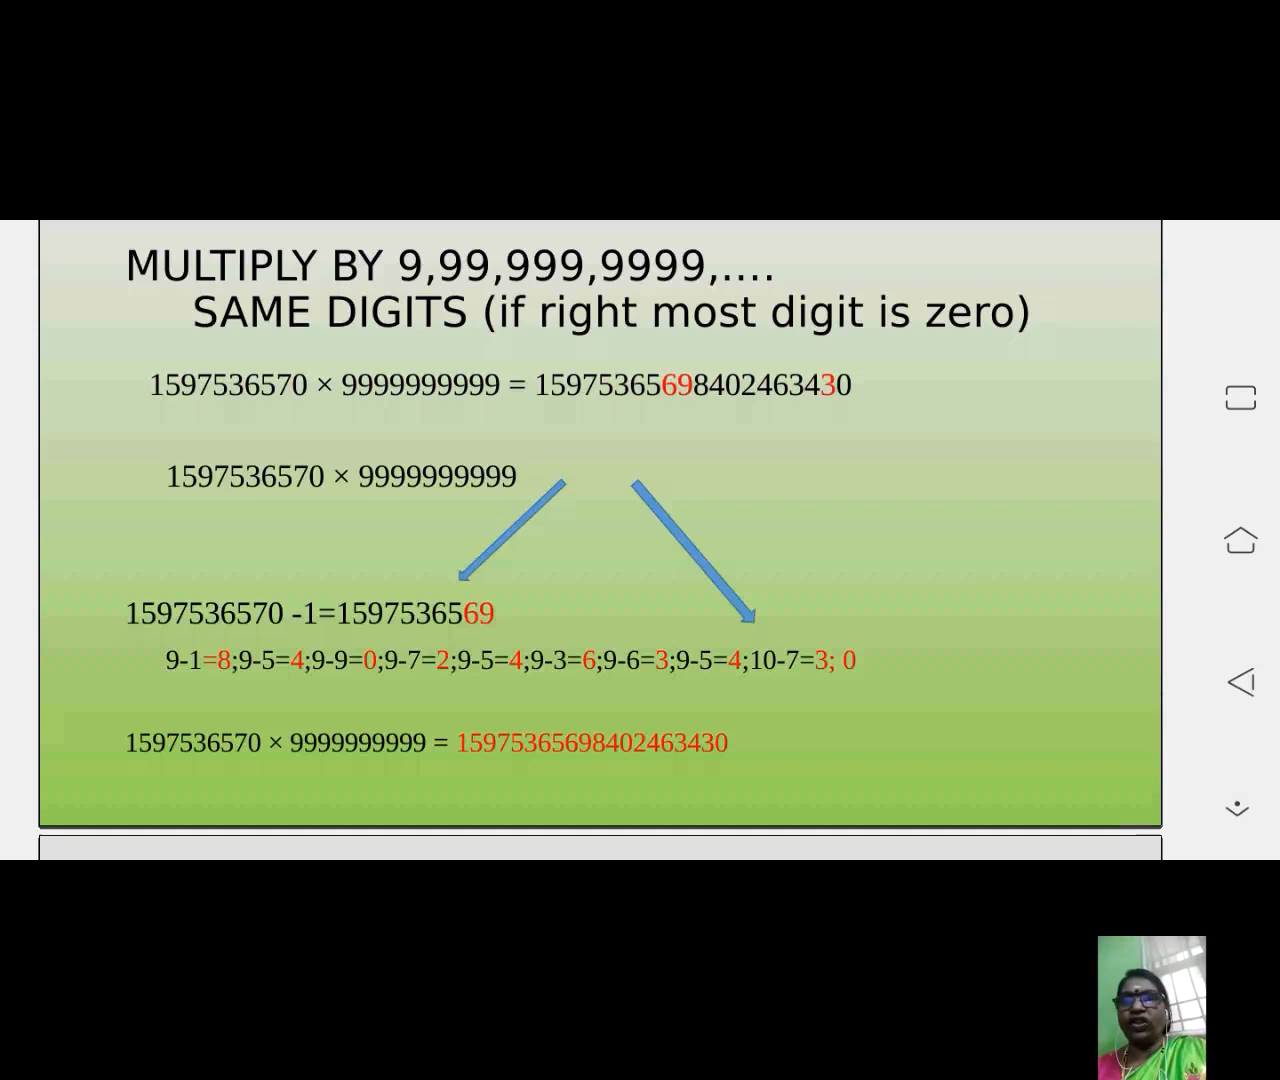 MULTIPLY BY 9,99,999,9999,....
SAME DIGITS (if right most digit is zero)
1597536570 × 9999999999 = 15975365698402463430
1597536570 × 9999999999
1597536570 -1=1597536569
9-1=8;9-5=4;9-9=0;9-7=2;9-5=4;9-3=6;9-6=3;9-5=4;10-7=3; 0
1597536570 × 9999999999 = 15975365698402463430